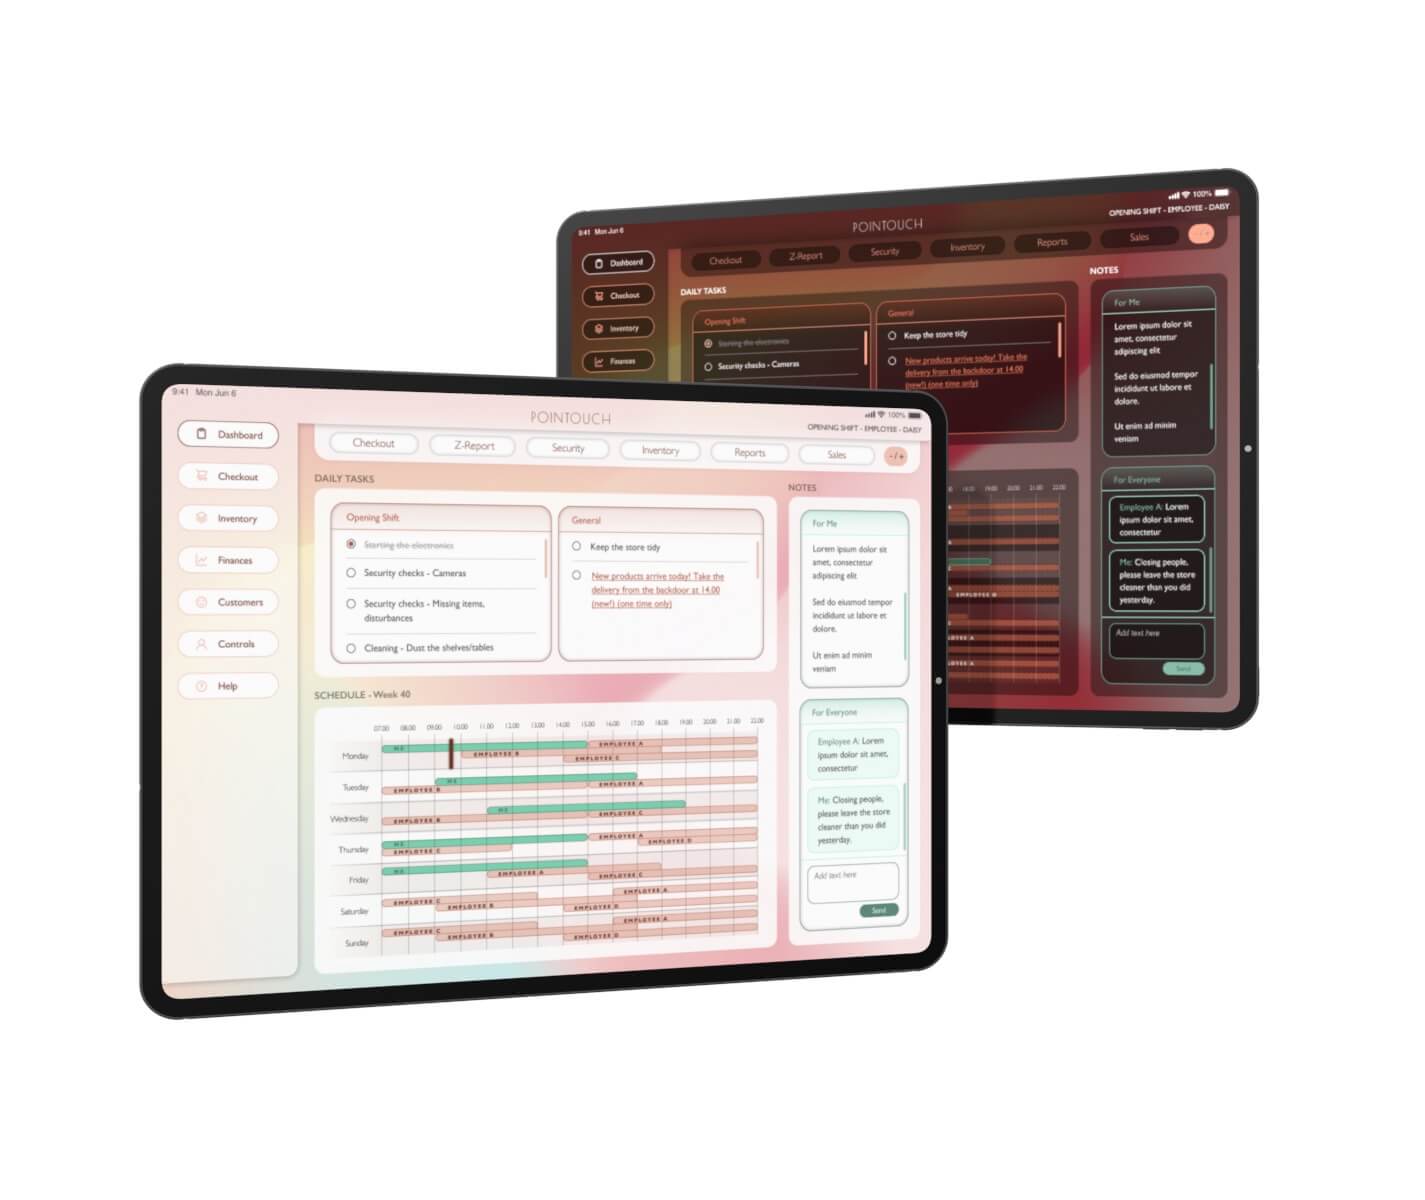 9:41 Mon Jun 6
100%
POINTOUCH
OPENING SHIFT - EMPLOYEE - DAISY
Dashboard
Checkout
Inventory
Finances
Customers
Controls
Help
Checkout
Z-Report
Security
Inventory
Reports
Sales
- / +
DAILY TASKS
Opening Shift
Starting the electronics
Security checks - Cameras
Security checks - Missing items,
disturbances
Cleaning - Dust the shelves/tables
General
Keep the store tidy
New products arrive today! Take the
delivery from the backdoor at 14.00
(new!) (one time only)
NOTES
For Me
Lorem ipsum dolor sit
amet, consectetur
adipiscing elit
Sed do eiusmod tempor
incididunt ut labore et
dolore.
Ut enim ad minim
veniam
For Everyone
Employee A: Lorem
ipsum dolor sit amet,
consectetur
Me: Closing people,
please leave the store
cleaner than you did
yesterday.
Add text here
Send
SCHEDULE - Week 40
07.00 08.00 09.00 10.00 11.00 12.00 13.00 14.00 15.00 16.00 17.00 18.00 19.00 20.00 21.00 22.00
Monday
ME
EMPLOYEE A
EMPLOYEE B
EMPLOYEE C
Tuesday
ME
EMPLOYEE B
EMPLOYEE A
Wednesday
ME
EMPLOYEE B
EMPLOYEE C
Thursday
ME
EMPLOYEE A
EMPLOYEE C
EMPLOYEE D
Friday
ME
EMPLOYEE A
EMPLOYEE C
Saturday
EMPLOYEE A
EMPLOYEE C
EMPLOYEE B
EMPLOYEE D
Sunday
EMPLOYEE A
EMPLOYEE C
EMPLOYEE B
EMPLOYEE D
9:41 Mon Jun 6
100%
POINTOUCH
OPENING SHIFT - EMPLOYEE - DAISY
Dashboard
Checkout
Inventory
Finances
Checkout
Z-Report
Security
Inventory
Reports
Sales
- / +
DAILY TASKS
Opening Shift
Starting the electronics
Security checks - Cameras
General
Keep the store tidy
New products arrive today! Take the
delivery from the backdoor at 14.00
(new!) (one time only)
NOTES
For Me
Lorem ipsum dolor sit
amet, consectetur
adipiscing elit
Sed do eiusmod tempor
incididunt ut labore et
dolore.
Ut enim ad minim
veniam
For Everyone
Employee A: Lorem
ipsum dolor sit amet,
consectetur
Me: Closing people,
please leave the store
cleaner than you did
yesterday.
Add text here
Send
18.00 19.00 20.00 21.00 22.00
EMPLOYEE D
EMPLOYEE A
EMPLOYEE A